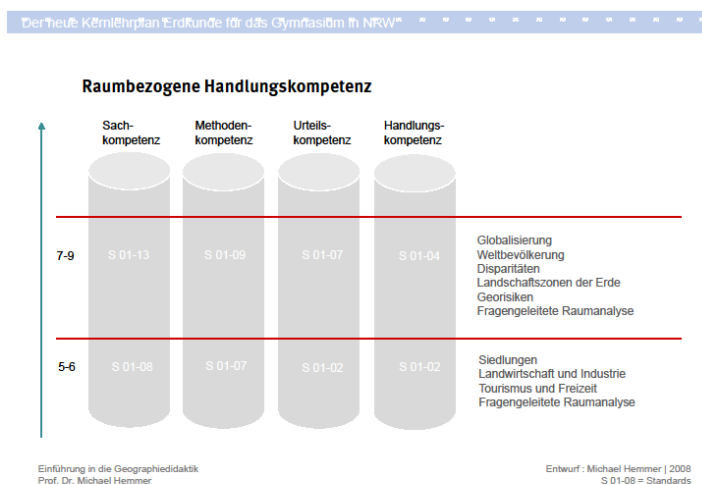 Der neue Kernlehrplan Erdkunde für das Gymnasium in NRW
Raumbezogene Handlungskompetenz
Sach-
kompetenz
Methoden-
kompetenz
Urteils-
kompetenz
Handlungs-
kompetenz
7-9
S 01-13
S 01-09
S 01-07
S 01-04
Globalisierung
Weltbevölkerung
Disparitäten
Landschaftszonen der Erde
Georisiken
Fragengeleitete Raumanalyse
5-6
S 01-08
S 01-07
S 01-02
S 01-02
Siedlungen
Landwirtschaft und Industrie
Tourismus und Freizeit
Fragengeleitete Raumanalyse
Einführung in die Geographiedidaktik
Prof. Dr. Michael Hemmer
Entwurf : Michael Hemmer | 2008
S 01-08 = Standards